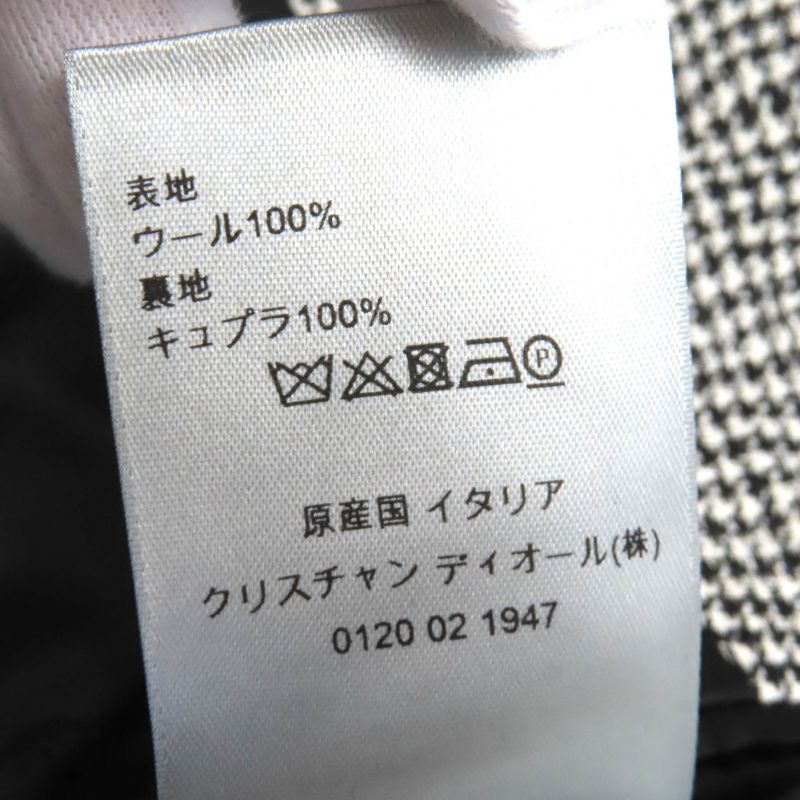 表地
ウール100%
裏地
キュプラ100%
P
原産国 イタリア
クリスチャン ディオール(株)
0120 02 1947